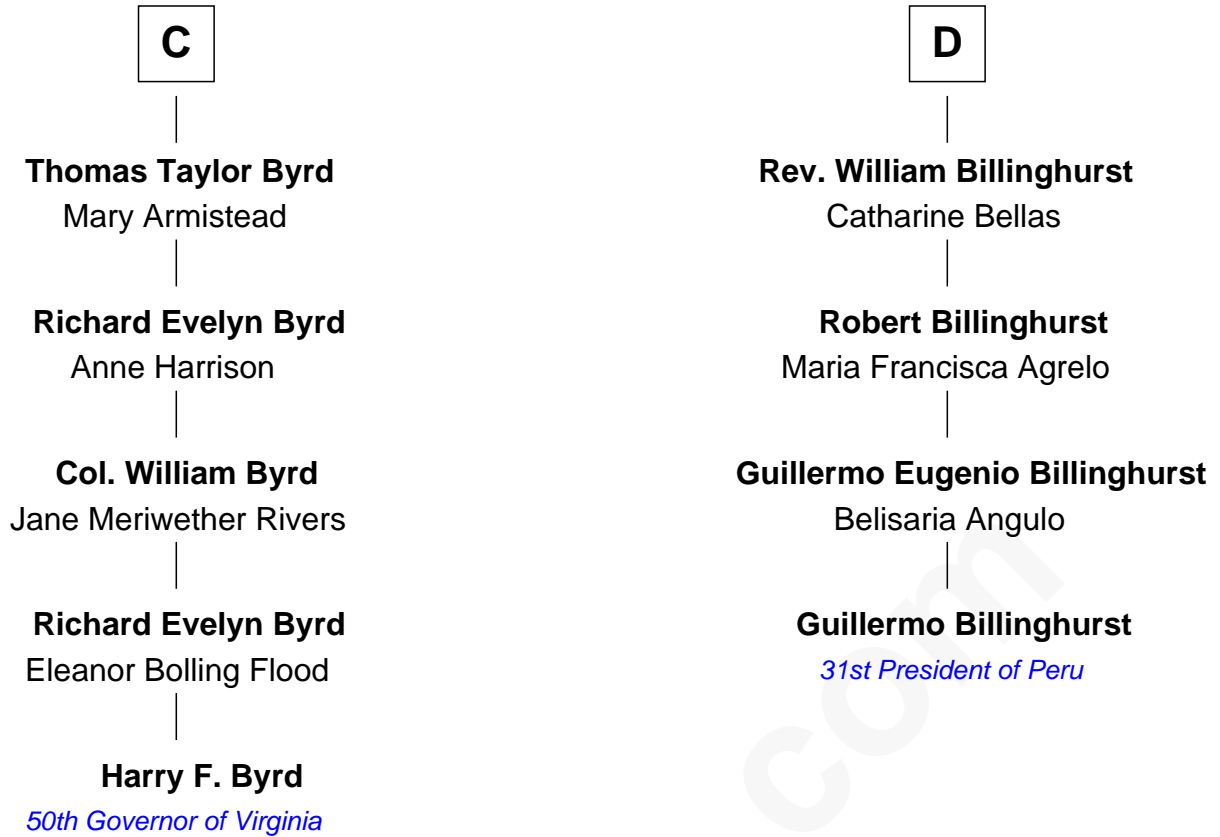 C
Thomas Taylor Byrd
Mary Armistead
Richard Evelyn Byrd
Anne Harrison
Col. William Byrd
Jane Meriwether Rivers
Richard Evelyn Byrd
Eleanor Bolling Flood
Harry F. Byrd
50th Governor of Virginia
D
Rev. William Billinghurst
Catharine Bellas
Robert Billinghurst
Maria Francisca Agrelo
Guillermo Eugenio Billinghurst
Belisaria Angulo
Guillermo Billinghurst
31st President of Peru
com